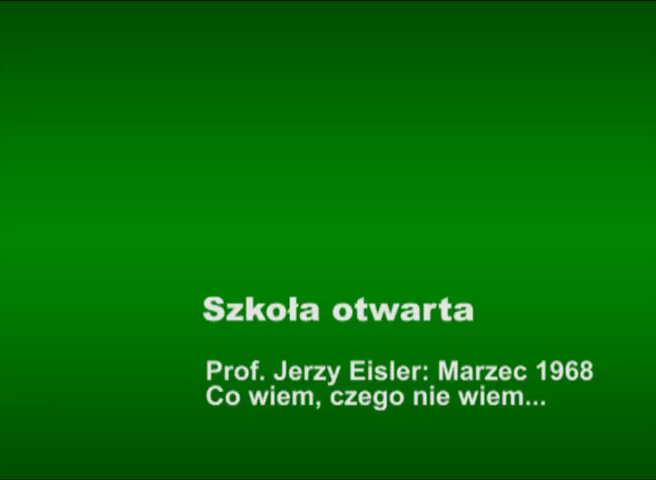 Szkoła otwarta
Prof. Jerzy Eisler: Marzec 1968
Co wiem, czego nie wiem...